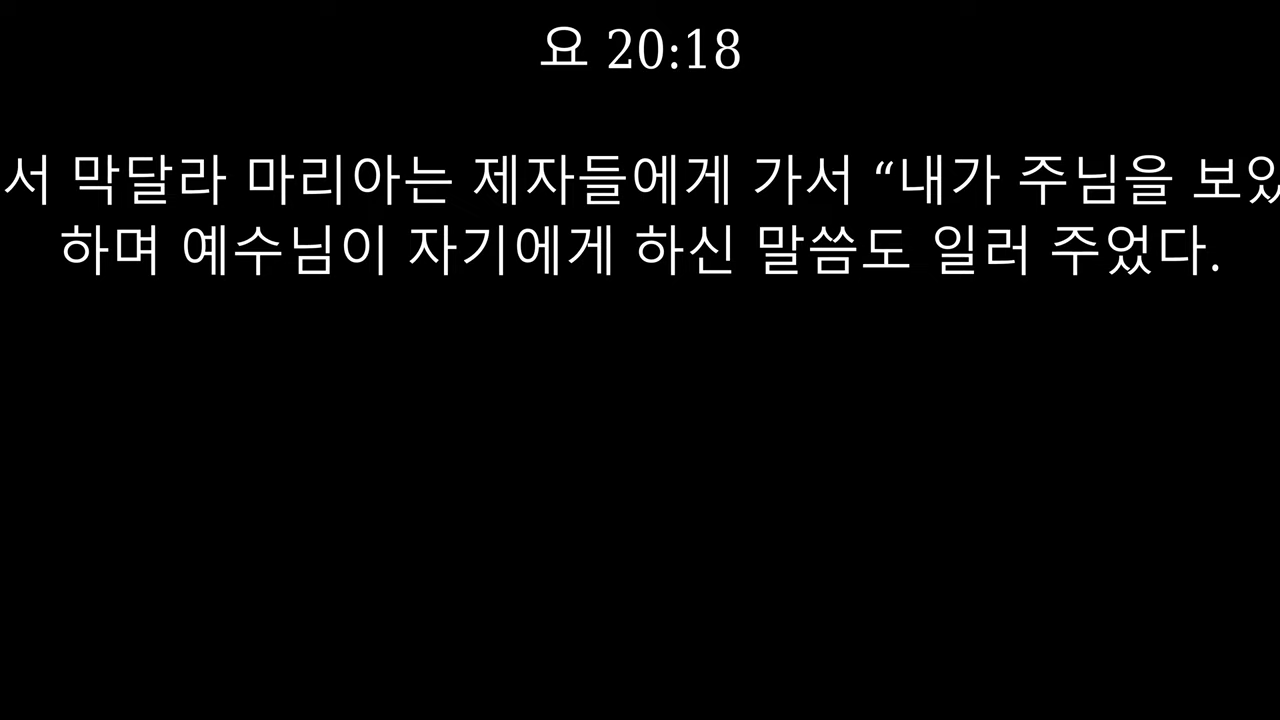 요 20:18
서 막달라 마리아는 제자들에게 가서 “내가 주님을
하며 예수님이 자기에게 하신 말씀도 일러 주었다.